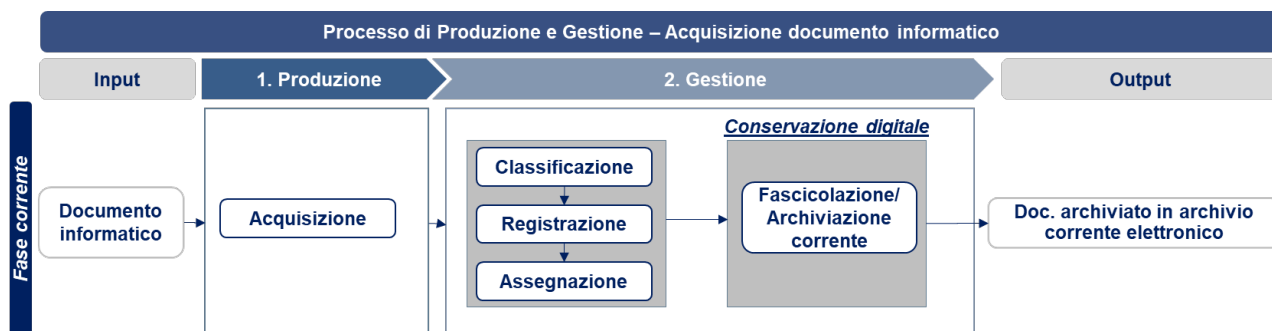 Processo di Produzione e Gestione – Acquisizione documento informatico
Input
1. Produzione
2. Gestione
Output
Fase corrente
Documento
informatico
Acquisizione
Classificazione
Registrazione
Assegnazione
Conservazione digitale
Fascicolazione/
Archiviazione
corrente
Doc. archiviato in archivio
corrente elettronico